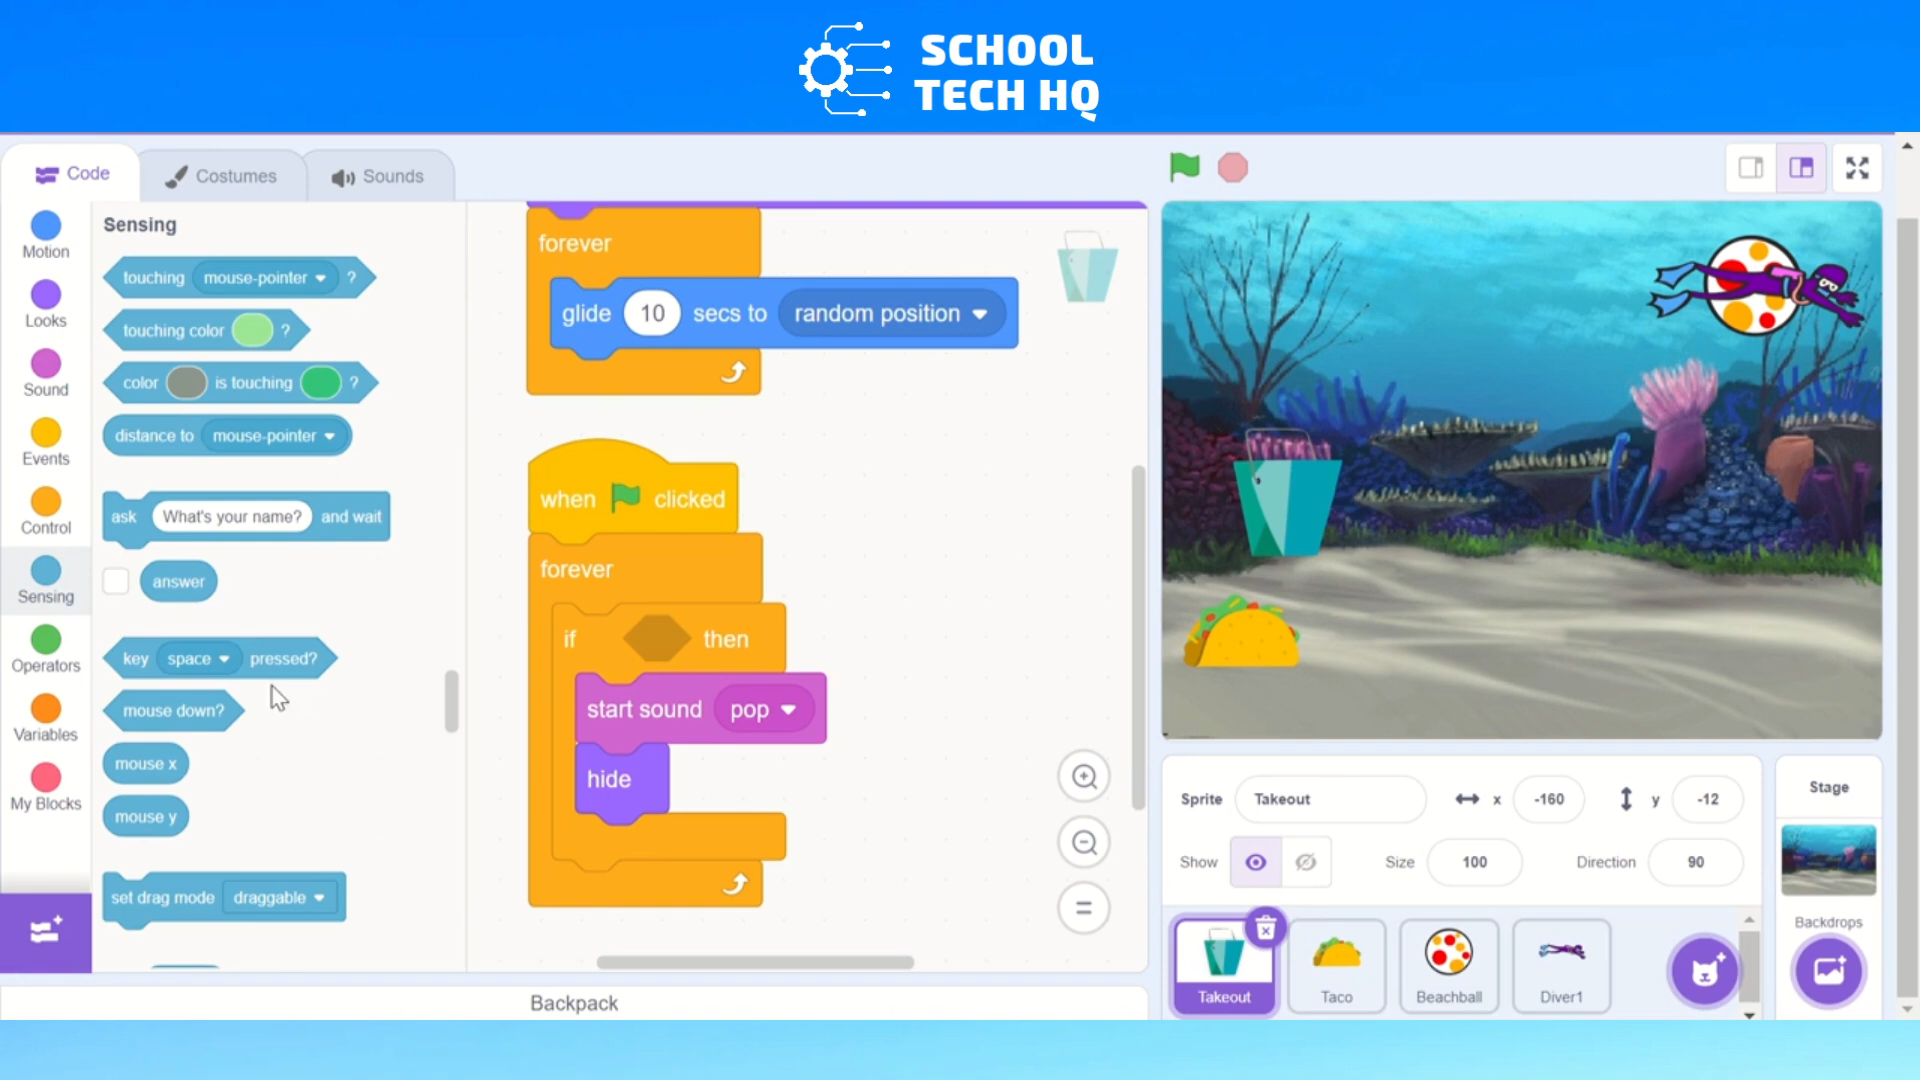 SCHOOL
TECH HQ
Code
Costumes
Sounds
Motion
Looks
Sound
Events
Control
Sensing
Operators
Variables
My Blocks
Sensing
touching mouse-pointer ?
touching color ?
color is touching ?
distance to mouse-pointer
ask What's your name? and wait
answer
key space pressed?
mouse down?
mouse x
mouse y
set drag mode draggable
forever
glide 10 secs to random position
when clicked
forever
if then
start sound pop
hide
Backpack
Sprite Takeout x -160 y -12
Show Size 100 Direction 90
Takeout
Taco
Beachball
Diver1
Stage
Backdrops